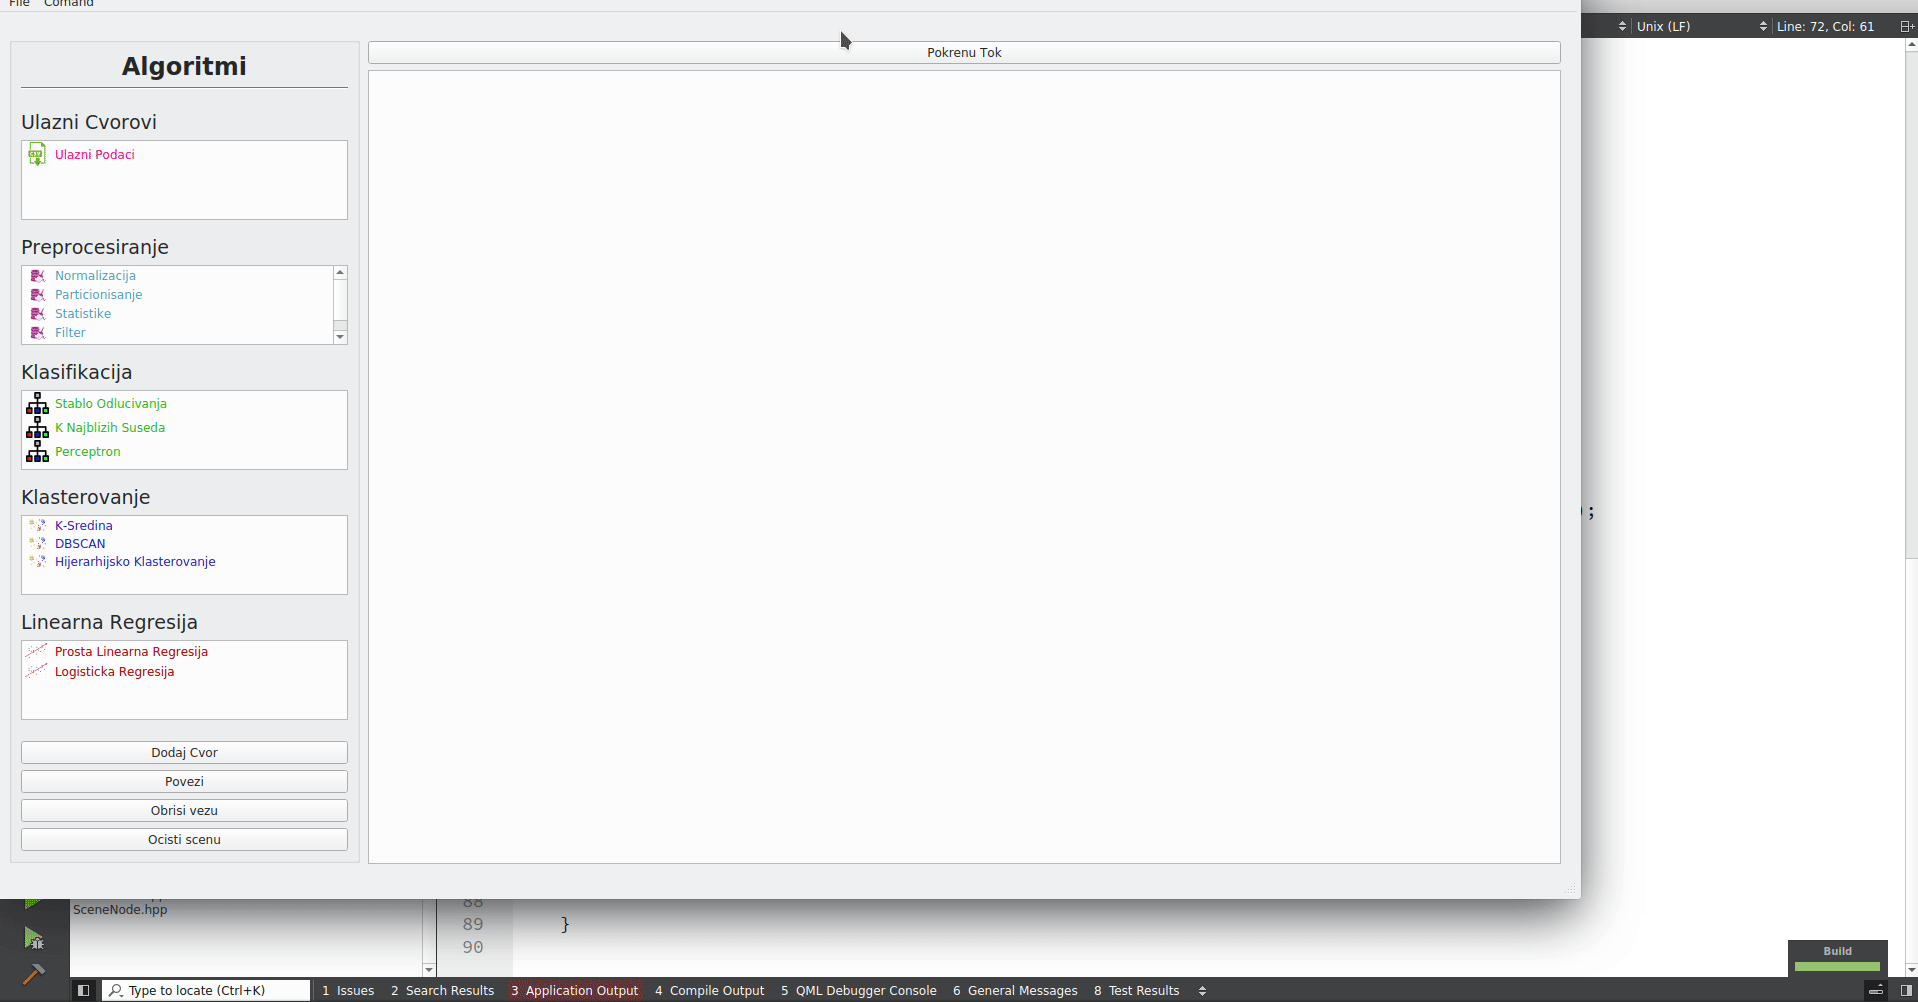 File Comand
Algoritmi
Ulazni Cvorovi
Ulazni Podaci
Preprocesiranje
Normalizacija
Particionisanje
Statistike
Filter
Klasifikacija
Stablo Odlucivanja
K Najblizih Suseda
Perceptron
Klasterovanje
K-Sredina
DBSCAN
Hijerarhijsko Klasterovanje
Linearna Regresija
Prosta Linearna Regresija
Logisticka Regresija
Dodaj Cvor
Povezi
Obrisi vezu
Ocisti scenu
Pokrenu Tok
Unix (LF) Line: 72, Col: 61
);
SceneNode.hpp
88
89 }
90
Build
Type to locate (Ctrl+K) 1 Issues 2 Search Results 3 Application Output 4 Compile Output 5 QML Debugger Console 6 General Messages 8 Test Results